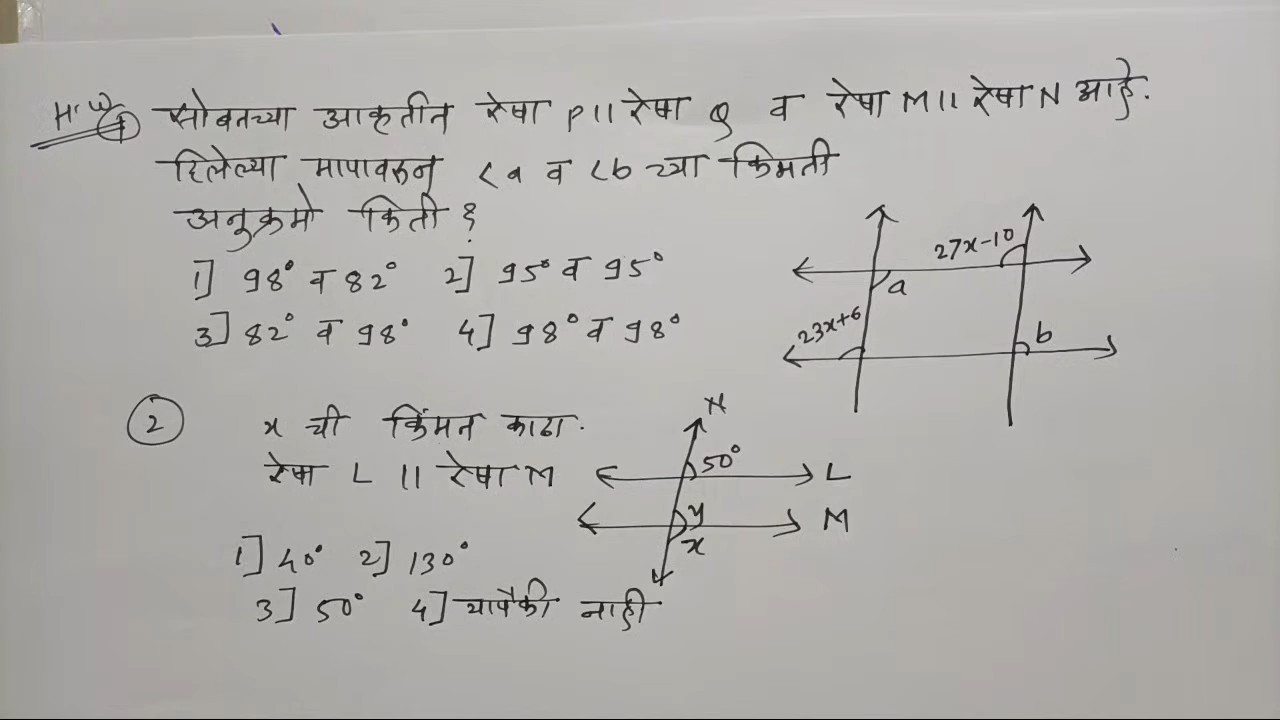 H.W. 1 सोबतच्या आकृतीत रेषा P || रेषा Q व रेषा M || रेषा N आहे.
दिलेल्या मापावरून <a व <b च्या किमती
अनुक्रमे किती ?
1] 98° व 82° 2] 95° व 95°
3] 82° व 98° 4] 98° व 98°
27x-10
a
23x+6
b
2 x ची किंमत काढा.
रेषा L || रेषा M
1] 40° 2] 130°
3] 50° 4] यापैकी नाही
N
50°
L
y
M
x